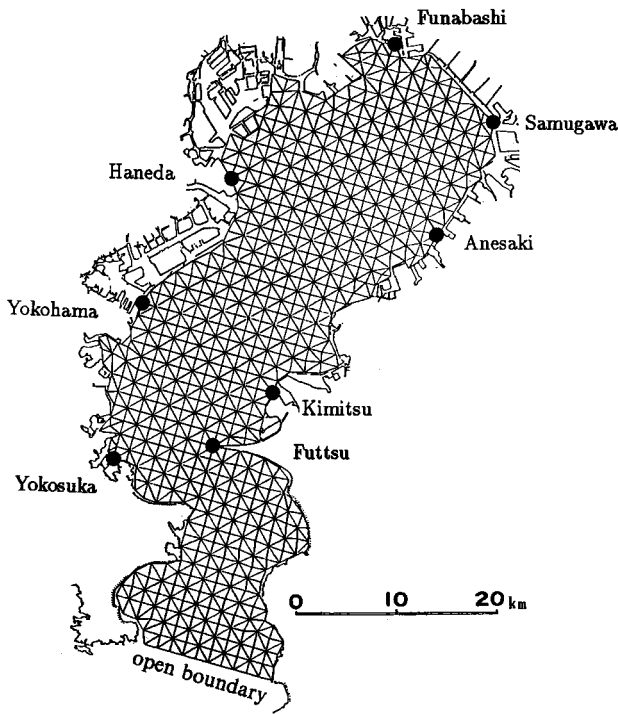 Funabashi
Samugawa
Haneda
Anesaki
Yokohama
Kimitsu
Futtsu
Yokosuka
0 10 20 km
open boundary